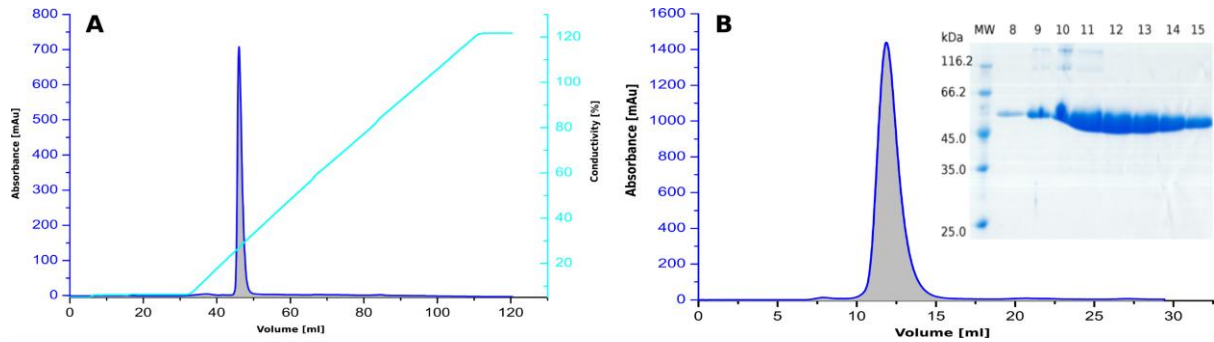 A
800
700
600
500
400
300
200
100
0
Absorbance [mAu]
120
100
80
60
40
20
Conductivity [%]
0 20 40 60 80 100 120
Volume [ml]
B
1600
1400
1200
1000
800
600
400
200
0
Absorbance [mAu]
0 5 10 15 20 25 30
Volume [ml]
kDa MW 8 9 10 11 12 13 14 15
116.2
66.2
45.0
35.0
25.0